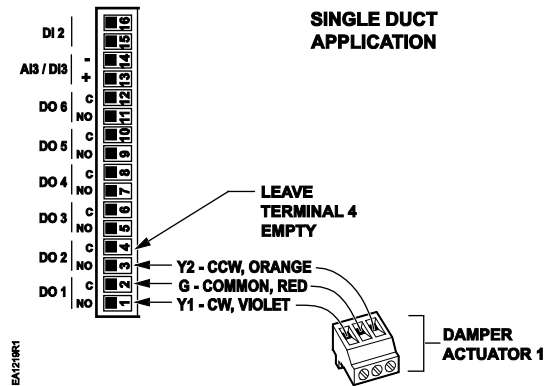 SINGLE DUCT
APPLICATION
DI 2
16
15
AI3 / DI3
-
14
+
13
DO 6
C
12
NO
11
DO 5
C
10
NO
9
DO 4
C
8
NO
7
DO 3
C
6
NO
5
DO 2
C
4
NO
3
DO 1
C
2
NO
1
LEAVE
TERMINAL 4
EMPTY
Y2 - CCW, ORANGE
G - COMMON, RED
Y1 - CW, VIOLET
DAMPER
ACTUATOR 1
EA1219R1